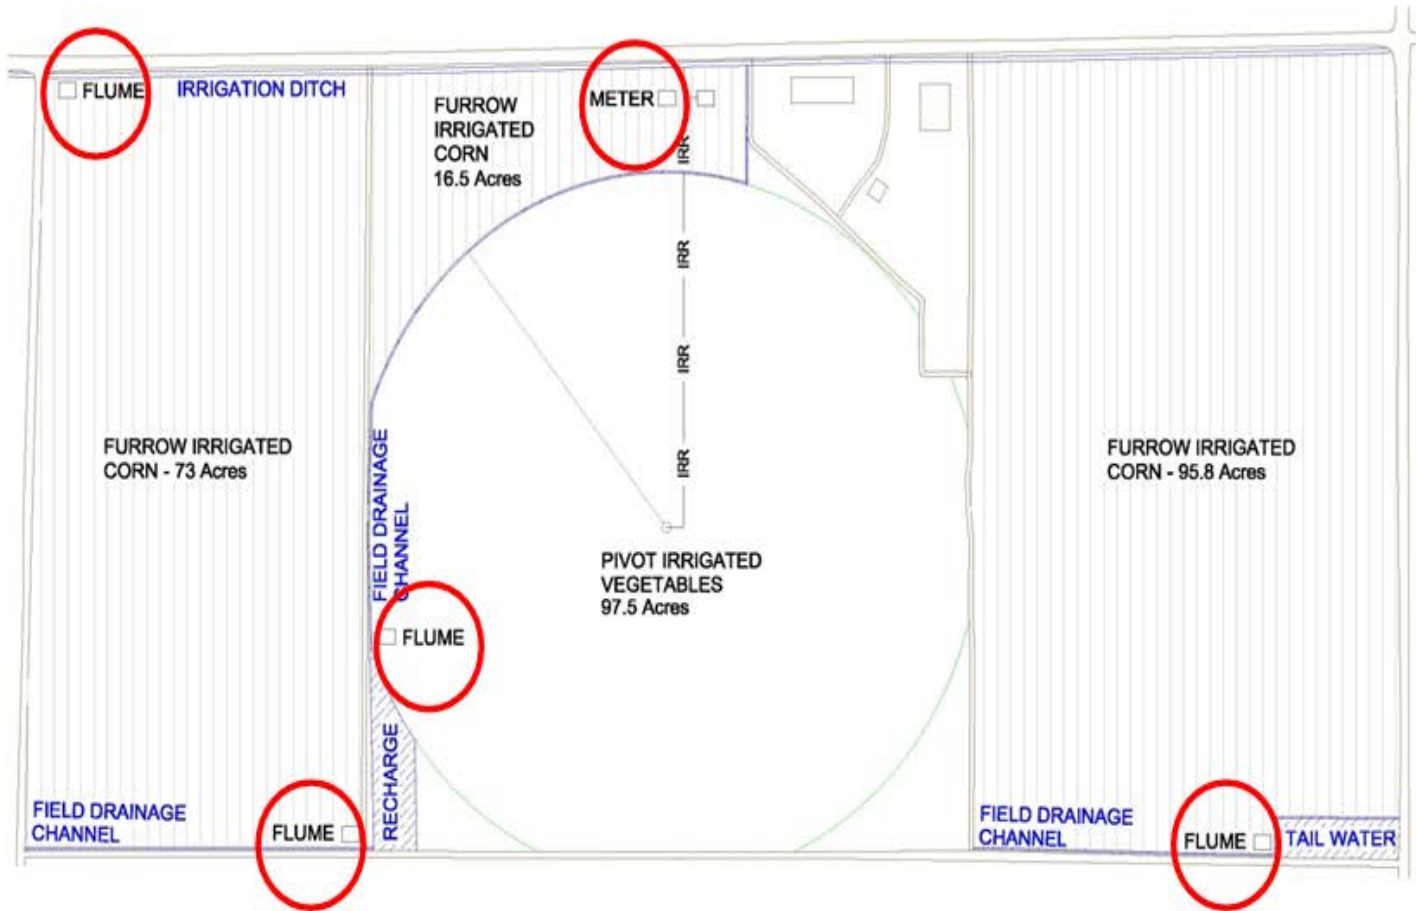 FLUME
IRRIGATION DITCH
FURROW
IRRIGATED
CORN
16.5 Acres
METER
IRR
IRR
IRR
IRR
FURROW IRRIGATED
CORN - 73 Acres
FIELD DRAINAGE
CHANNEL
FURROW IRRIGATED
CORN - 95.8 Acres
PIVOT IRRIGATED
VEGETABLES
97.5 Acres
FLUME
RECHARGE
FIELD DRAINAGE
CHANNEL
FLUME
FIELD DRAINAGE
CHANNEL
FLUME
TAIL WATER